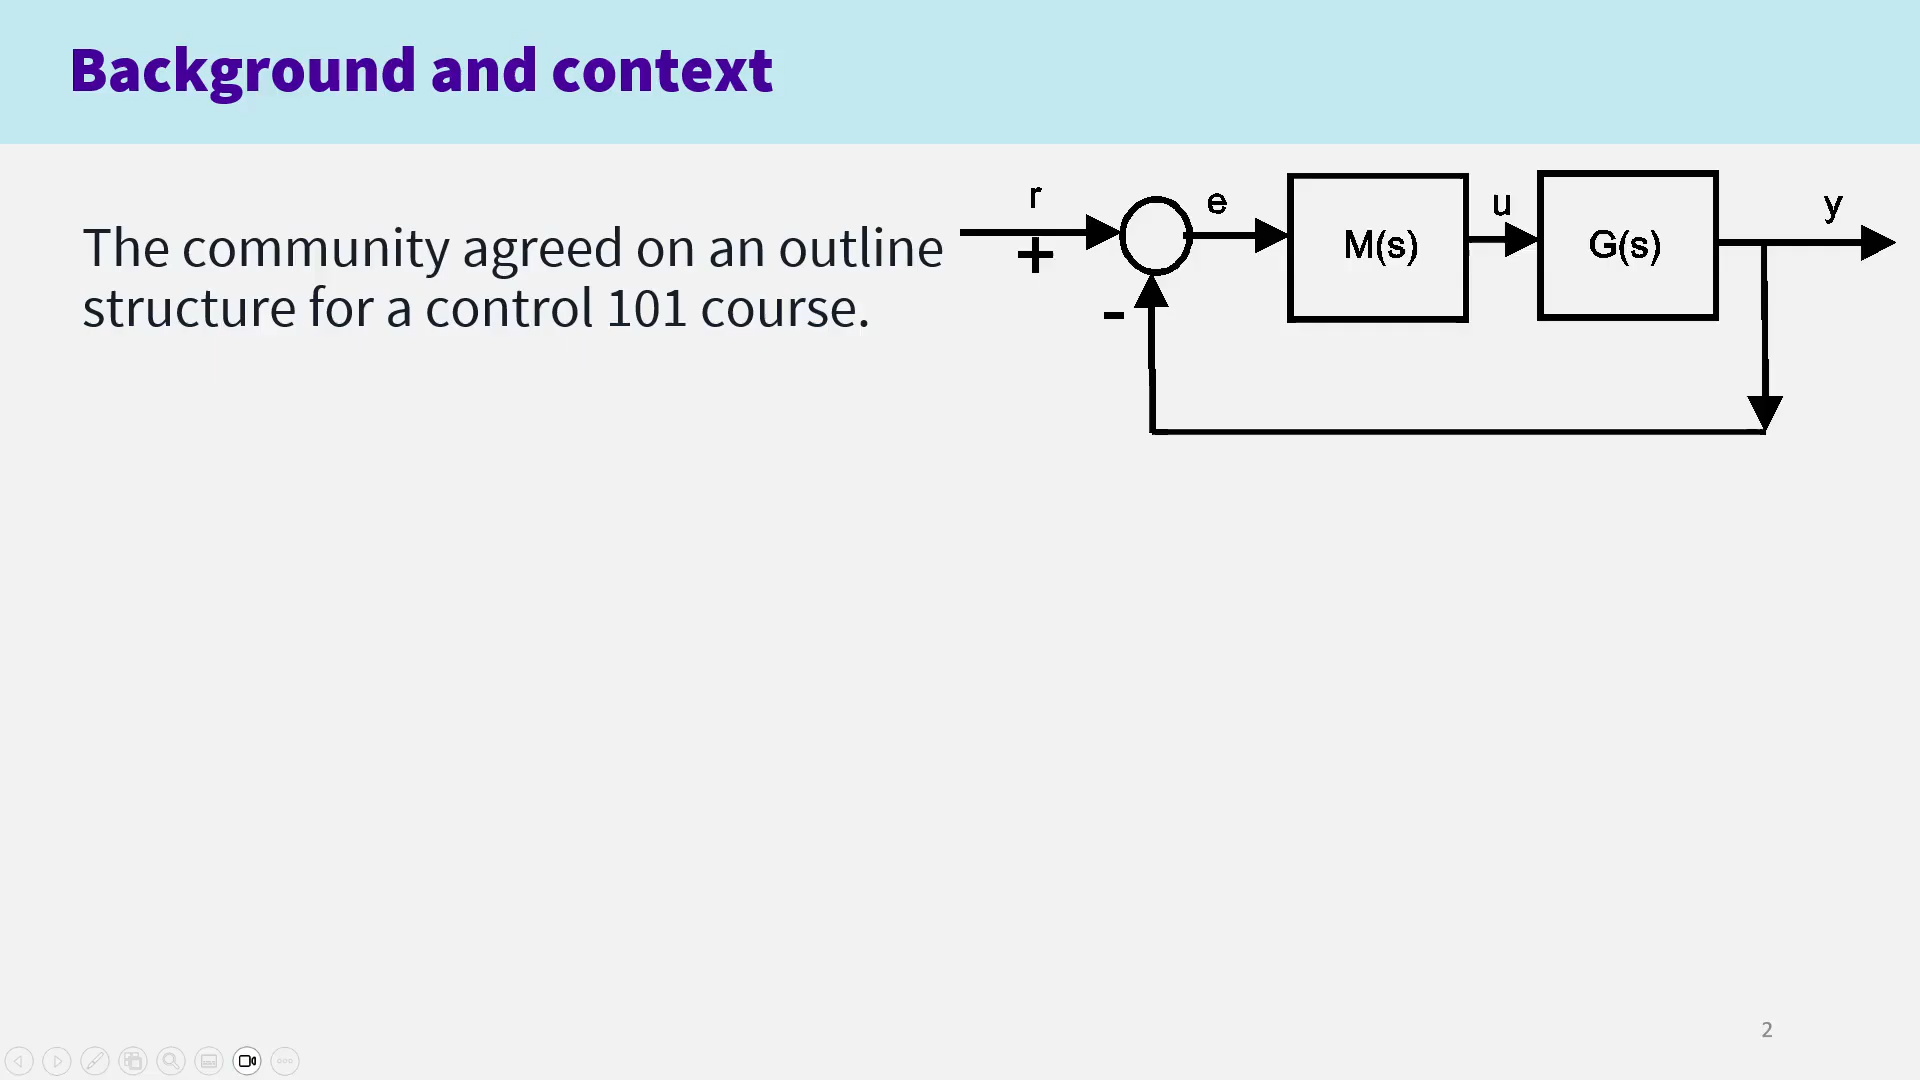 Background and context
The community agreed on an outline
structure for a control 101 course.
r
+
-
e
M(s)
u
G(s)
y
2